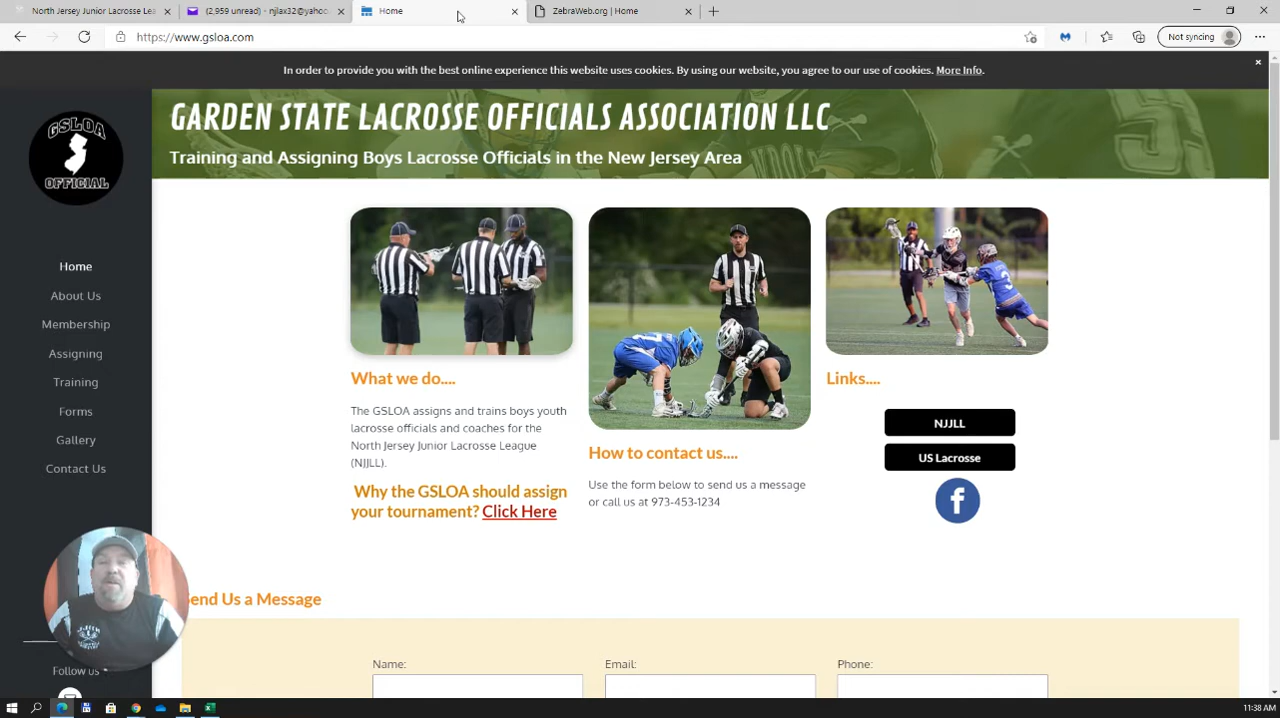 North Jersey Junior Lacrosse Lea
(2,959 unread) - njlax32@yaho
Home
ZebraWeb.org | Home
https://www.gsloa.com
Not syncing
In order to provide you with the best online experience this website uses cookies. By using our website, you agree to our use of cookies. More Info.
GSLOA
OFFICIAL
GARDEN STATE LACROSSE OFFICIALS ASSOCIATION LLC
Training and Assigning Boys Lacrosse Officials in the New Jersey Area
Home
About Us
Membership
Assigning
Training
Forms
Gallery
Contact Us
Follow us
What we do....
The GSLOA assigns and trains boys youth
lacrosse officials and coaches for the
North Jersey Junior Lacrosse League
(NJJLL).
Why the GSLOA should assign
your tournament? Click Here
How to contact us....
Use the form below to send us a message
or call us at 973-453-1234
Links....
NJJLL
US Lacrosse
f
end Us a Message
Name:
Email:
Phone:
11:38 AM